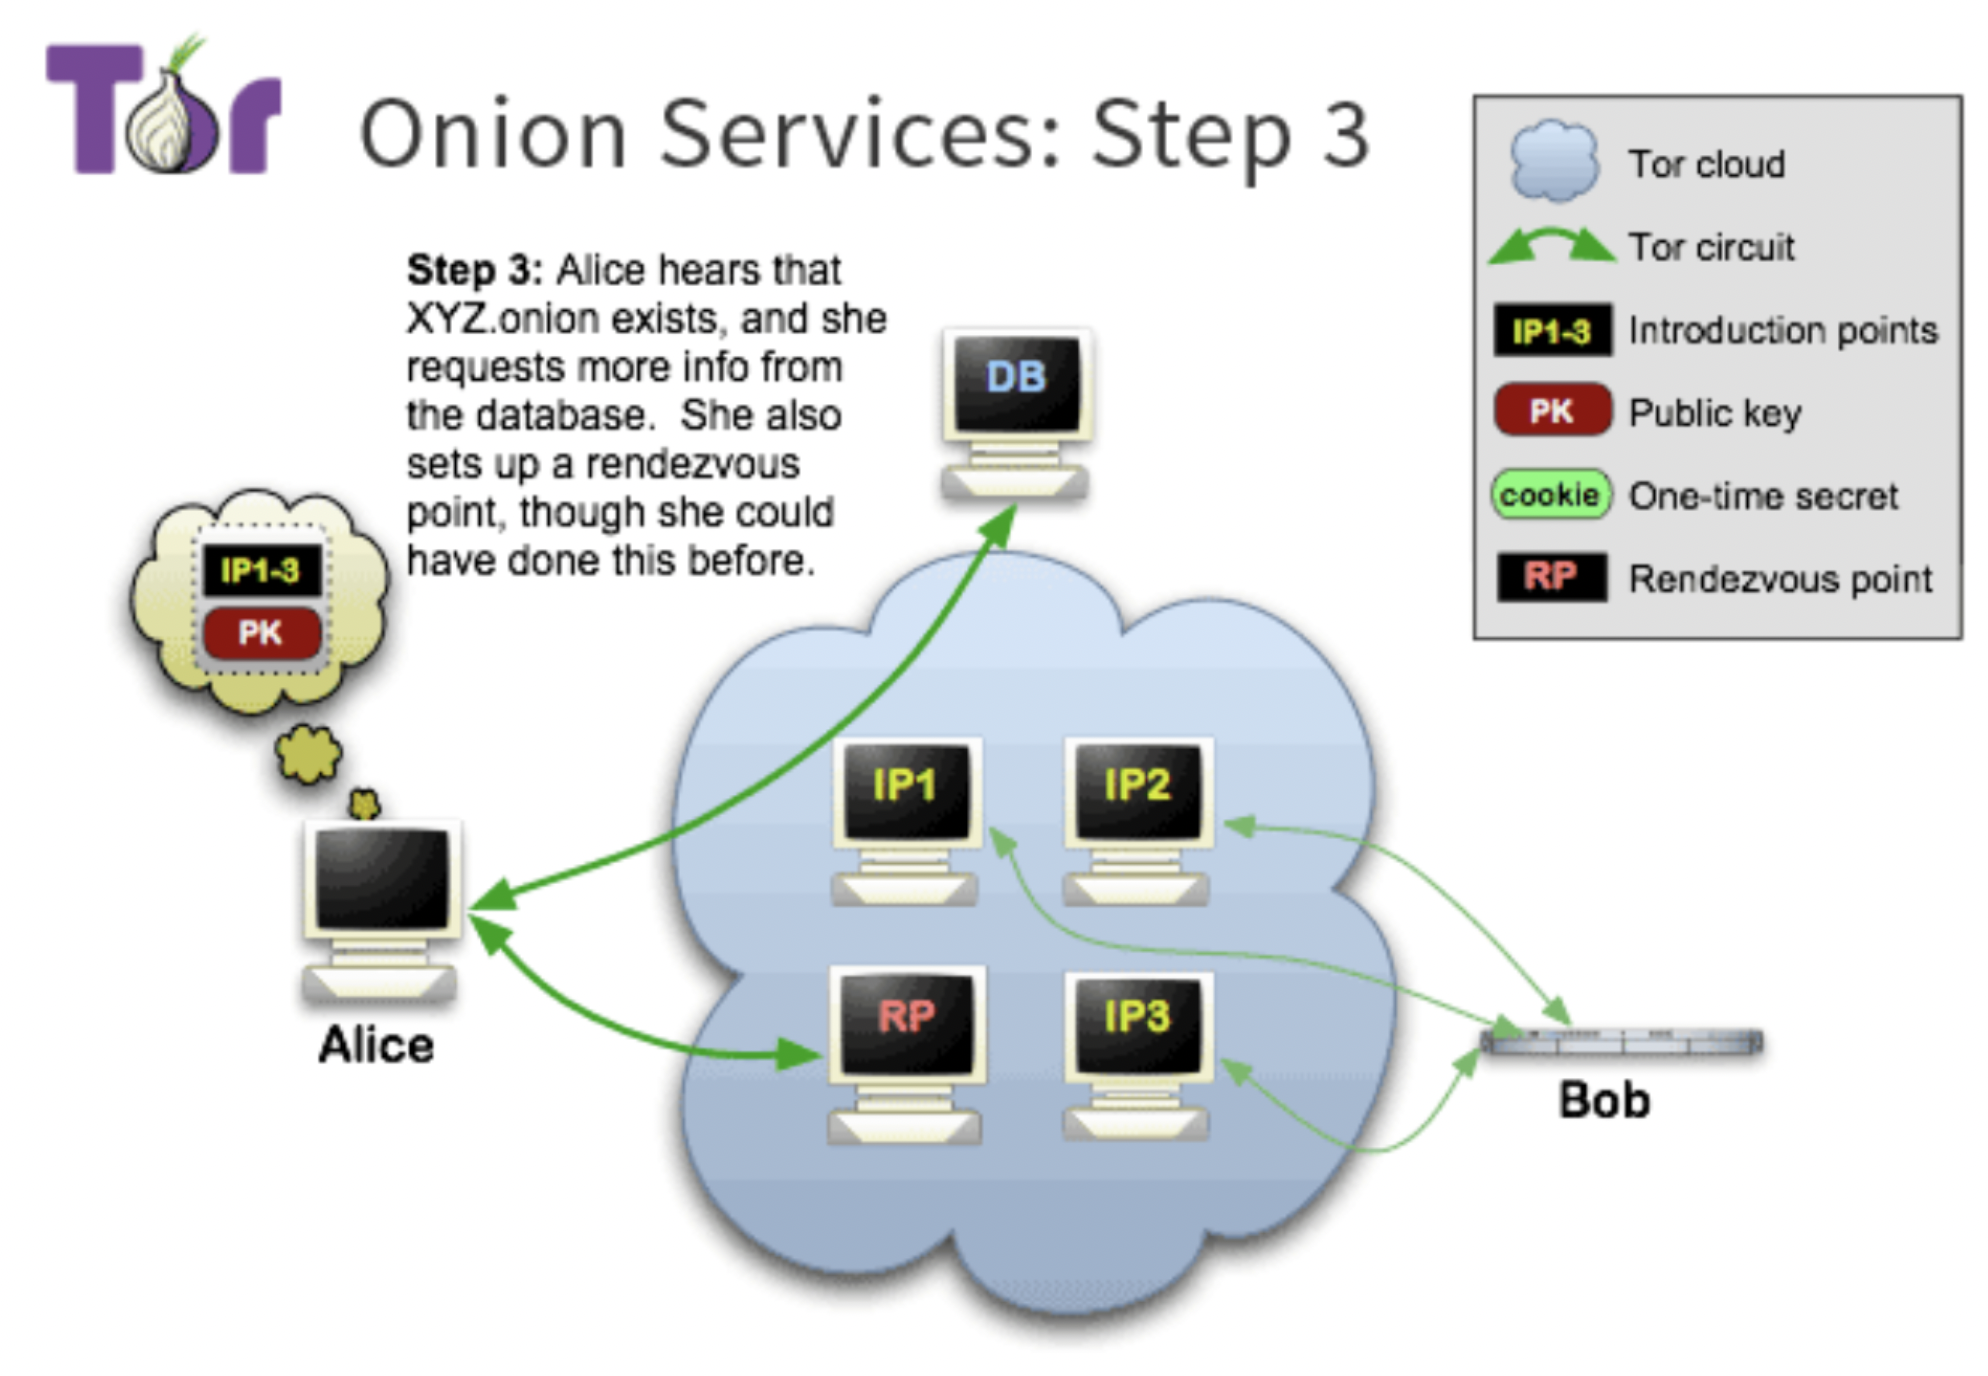 Tor
Onion Services: Step 3
Step 3: Alice hears that
XYZ.onion exists, and she
requests more info from
the database. She also
sets up a rendezvous
point, though she could
have done this before.
Tor cloud
Tor circuit
IP1-3 Introduction points
PK Public key
cookie One-time secret
RP Rendezvous point
DB
IP1-3
PK
IP1
IP2
RP
IP3
Alice
Bob